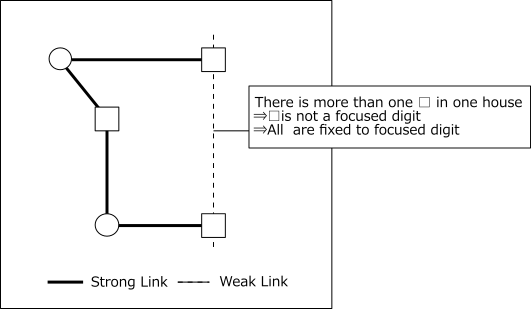 There is more than one □ in one house
⇒□is not a focused digit
⇒All  are fixed to focused digit
Strong Link
Weak Link